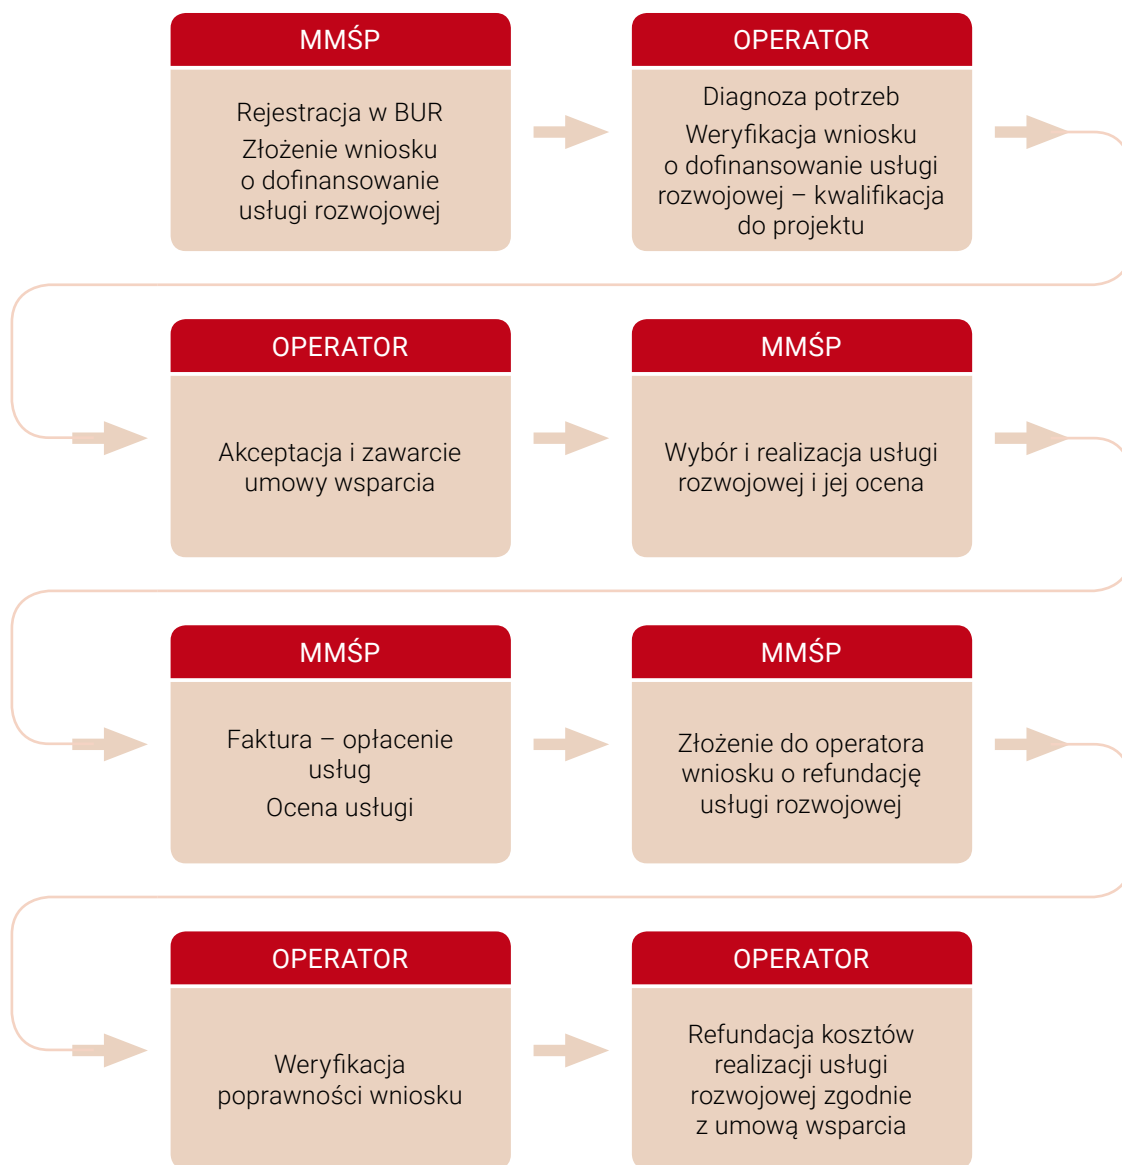 MMŚP
Rejestracja w BUR
Złożenie wniosku
o dofinansowanie
usługi rozwojowej
OPERATOR
Diagnoza potrzeb
Weryfikacja wniosku
o dofinansowanie usługi
rozwojowej – kwalifikacja
do projektu
OPERATOR
Akceptacja i zawarcie
umowy wsparcia
MMŚP
Wybór i realizacja usługi
rozwojowej i jej ocena
MMŚP
Faktura – opłacenie
usług
Ocena usługi
MMŚP
Złożenie do operatora
wniosku o refundację
usługi rozwojowej
OPERATOR
Weryfikacja
poprawności wniosku
OPERATOR
Refundacja kosztów
realizacji usługi
rozwojowej zgodnie
z umową wsparcia